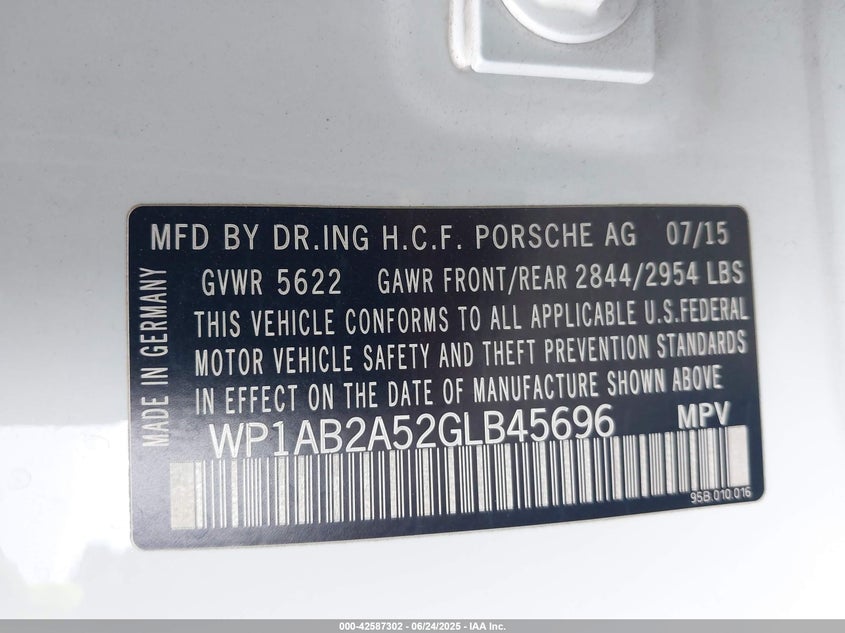 MFD BY DR.ING H.C.F. PORSCHE AG 07/15
GVWR 5622 GAWR FRONT/REAR 2844/2954 LBS
THIS VEHICLE CONFORMS TO ALL APPLICABLE U.S.FEDERAL
MOTOR VEHICLE SAFETY AND THEFT PREVENTION STANDARDS
IN EFFECT ON THE DATE OF MANUFACTURE SHOWN ABOVE
WP1AB2A52GLB45696 MPV
95B.010.016
MADE IN GERMANY
000-42587302 - 06/24/2025 - IAA Inc.